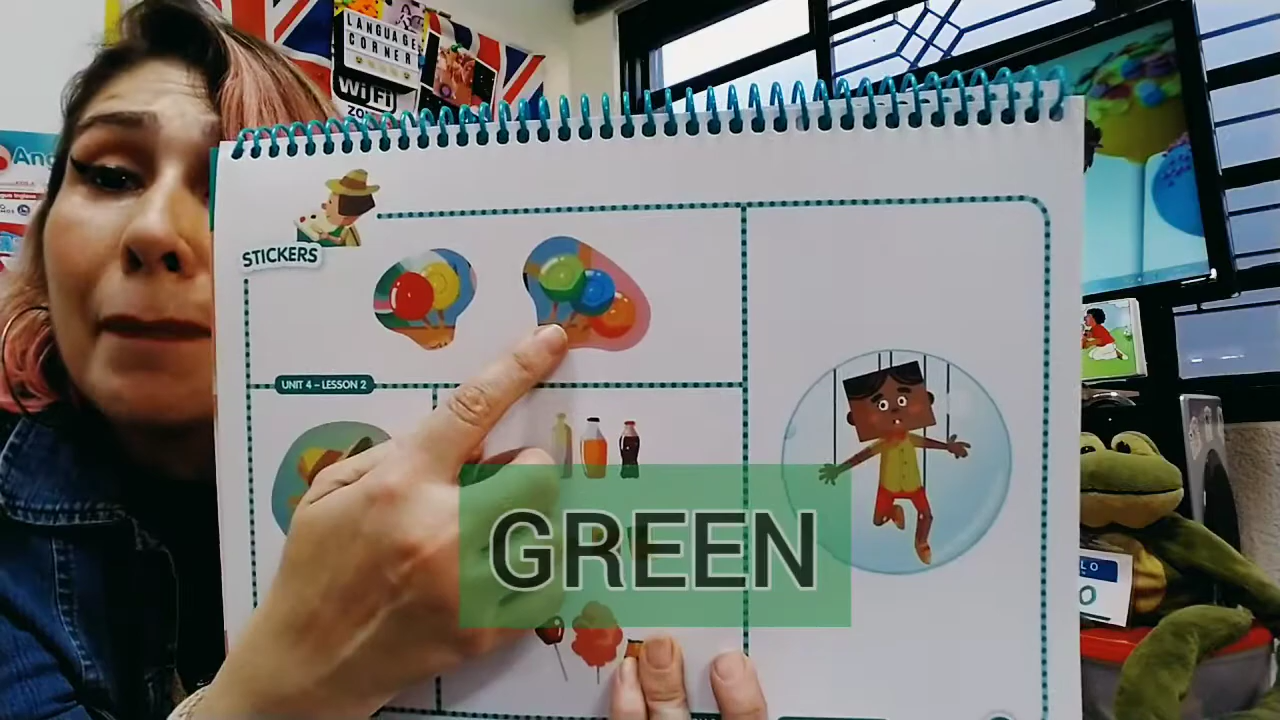 LANGUAGE
CORNER
WiFi
STICKERS
UNIT 4 – LESSON 2
GREEN